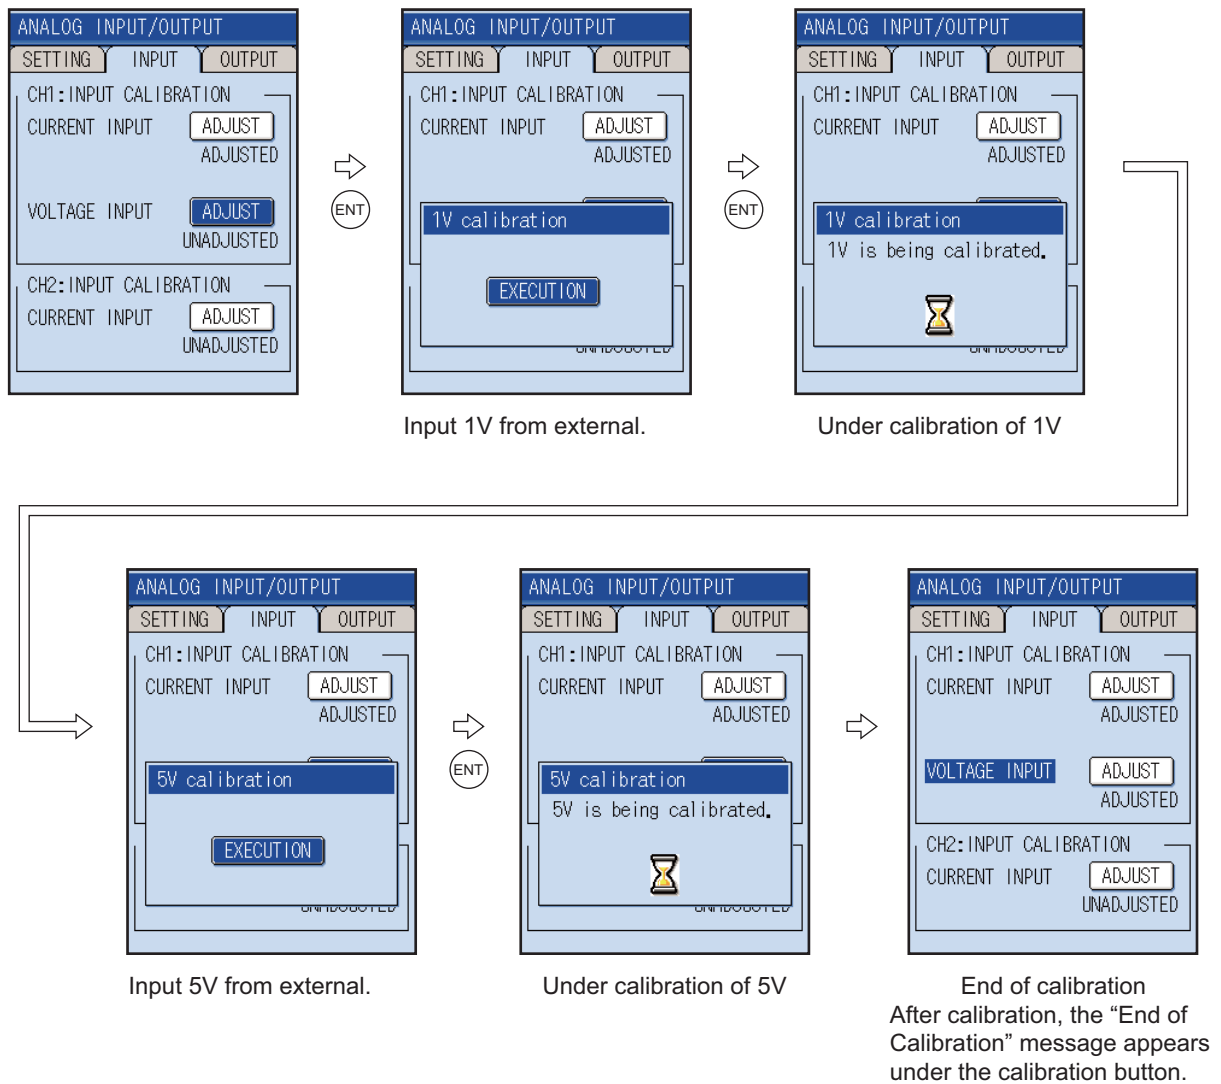 ANALOG INPUT/OUTPUT
SETTING INPUT OUTPUT
CH1:INPUT CALIBRATION
CURRENT INPUT ADJUST
ADJUSTED
VOLTAGE INPUT ADJUST
UNADJUSTED
CH2:INPUT CALIBRATION
CURRENT INPUT ADJUST
UNADJUSTED
ENT
ANALOG INPUT/OUTPUT
SETTING INPUT OUTPUT
CH1:INPUT CALIBRATION
CURRENT INPUT ADJUST
ADJUSTED
1V calibration
EXECUTION
UNADJUSTED
Input 1V from external.
ENT
ANALOG INPUT/OUTPUT
SETTING INPUT OUTPUT
CH1:INPUT CALIBRATION
CURRENT INPUT ADJUST
ADJUSTED
1V calibration
1V is being calibrated.
UNADJUSTED
Under calibration of 1V
ANALOG INPUT/OUTPUT
SETTING INPUT OUTPUT
CH1:INPUT CALIBRATION
CURRENT INPUT ADJUST
ADJUSTED
5V calibration
EXECUTION
UNADJUSTED
Input 5V from external.
ENT
ANALOG INPUT/OUTPUT
SETTING INPUT OUTPUT
CH1:INPUT CALIBRATION
CURRENT INPUT ADJUST
ADJUSTED
5V calibration
5V is being calibrated.
UNADJUSTED
Under calibration of 5V
ANALOG INPUT/OUTPUT
SETTING INPUT OUTPUT
CH1:INPUT CALIBRATION
CURRENT INPUT ADJUST
ADJUSTED
VOLTAGE INPUT ADJUST
ADJUSTED
CH2:INPUT CALIBRATION
CURRENT INPUT ADJUST
UNADJUSTED
End of calibration
After calibration, the “End of
Calibration” message appears
under the calibration button.